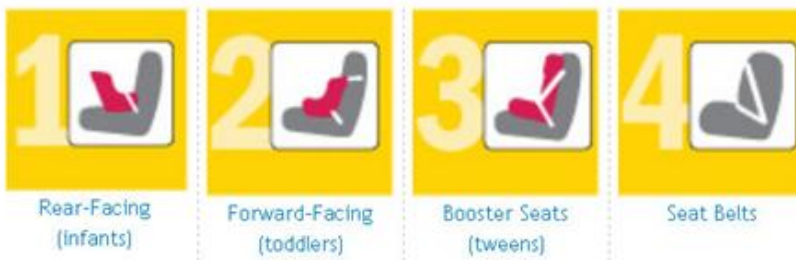 1
2
3
4
Rear-Facing
(infants)
Forward-Facing
(toddlers)
Booster Seats
(tweens)
Seat Belts